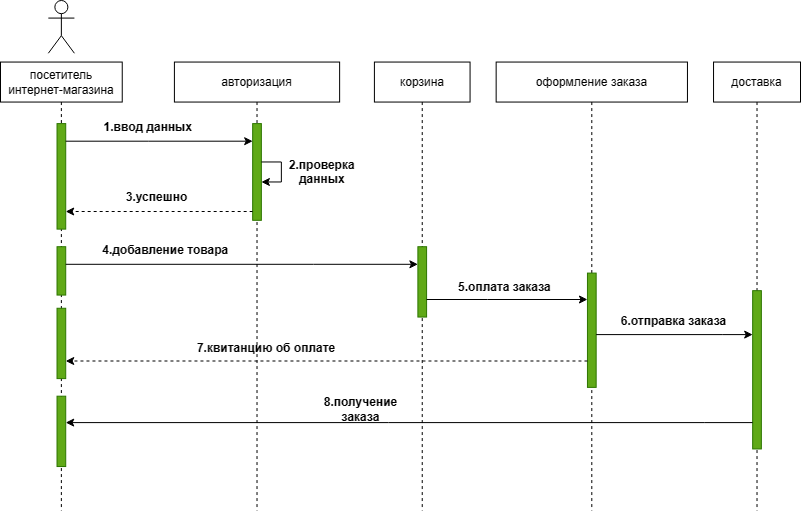 посетитель
интернет-магазина
авторизация
корзина
оформление заказа
доставка
1.ввод данных
2.проверка
данных
3.успешно
4.добавление товара
5.оплата заказа
6.отправка заказа
7.квитанцию об оплате
8.получение
заказа